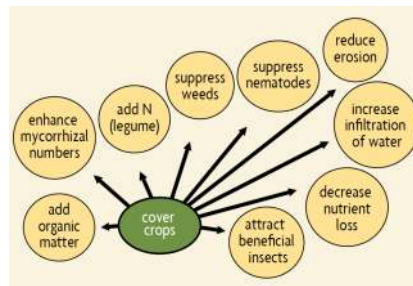 reduce
erosion
suppress
nematodes
suppress
weeds
add N
(legume)
enhance
mycorrhizal
numbers
increase
infiltration
of water
decrease
nutrient
loss
add
organic
matter
cover
crops
attract
beneficial
insects